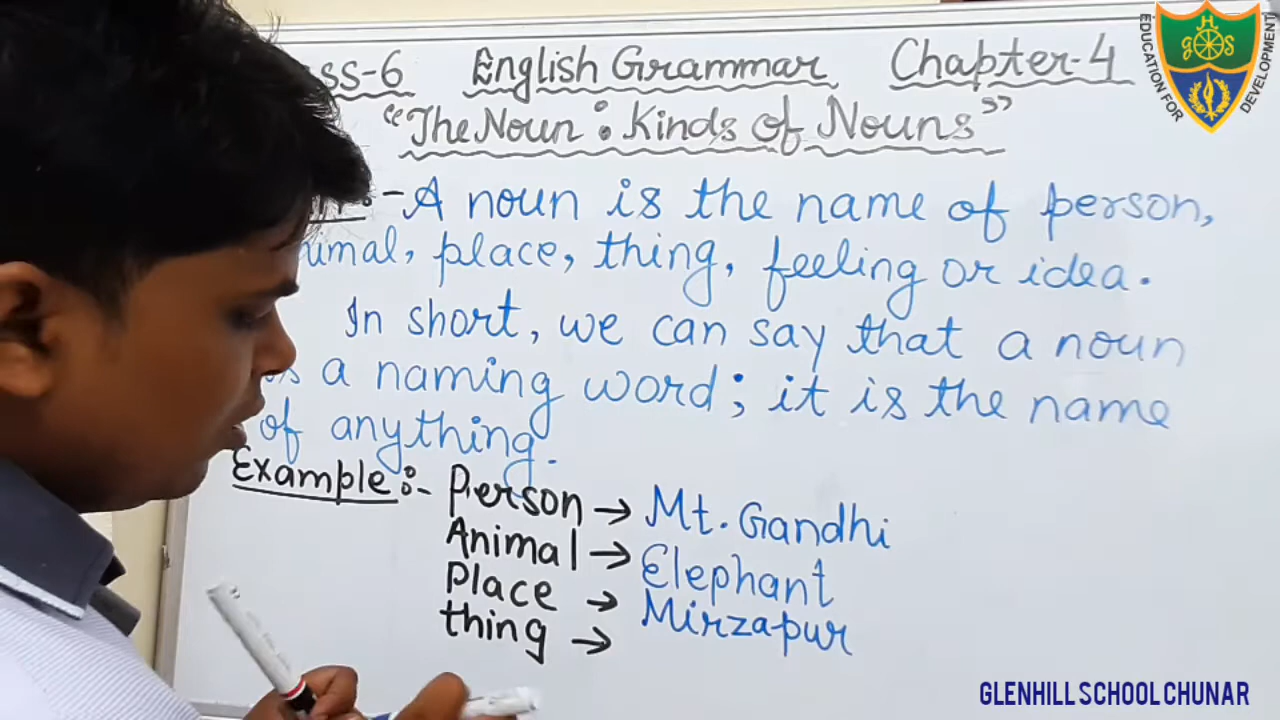 ss-6 English Grammar Chapter-4
"The Noun : Kinds of Nouns"
:- A noun is the name of person,
imal, place, thing, feeling or idea.
In short, we can say that a noun
is a naming word; it is the name
of anything.
Example :- Person → Mt. Gandhi
Animal → Elephant
Place → Mirzapur
thing →
EDUCATION FOR DEVELOPMENT
G H S
GLENHILL SCHOOL CHUNAR